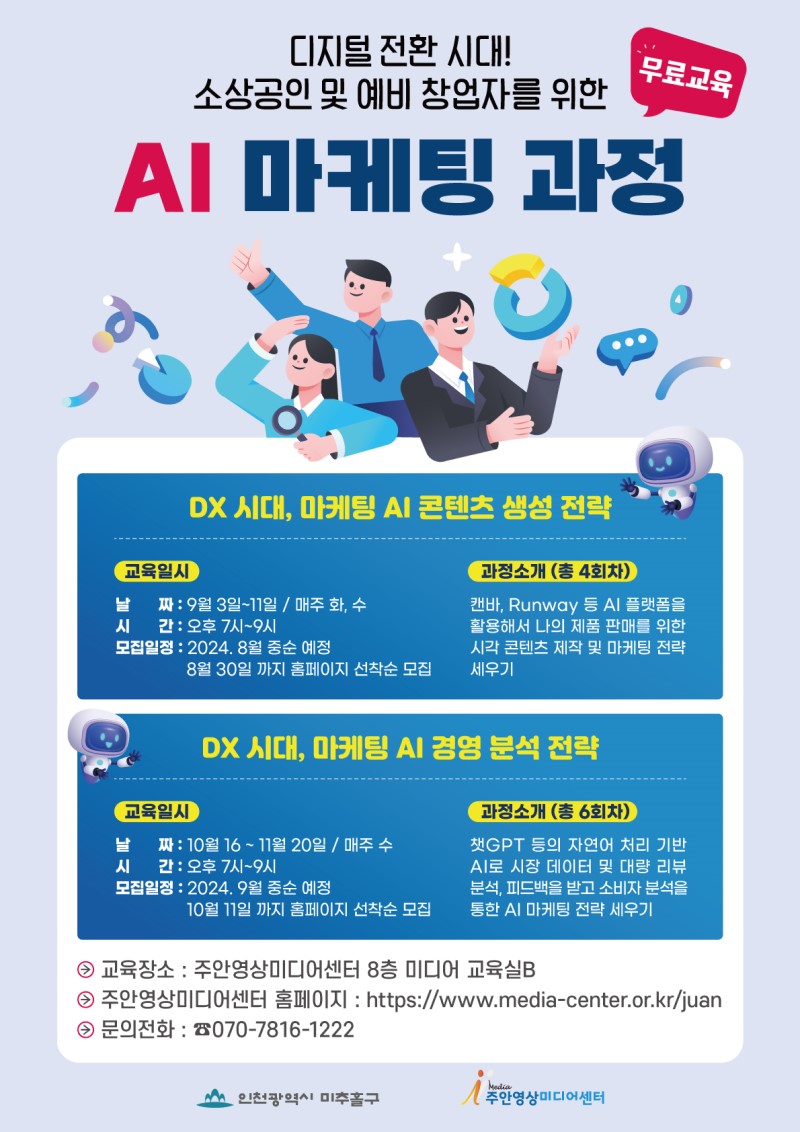 디지털 전환 시대!
소상공인 및 예비 창업자를 위한
무료교육
AI 마케팅 과정
DX 시대, 마케팅 AI 콘텐츠 생성 전략
교육일시
날 짜 : 9월 3일~11일 / 매주 화, 수
시 간 : 오후 7시~9시
모집일정 : 2024. 8월 중순 예정
8월 30일 까지 홈페이지 선착순 모집
과정소개 (총 4회차)
캔바, Runway 등 AI 플랫폼을
활용해서 나의 제품 판매를 위한
시각 콘텐츠 제작 및 마케팅 전략
세우기
DX 시대, 마케팅 AI 경영 분석 전략
교육일시
날 짜 : 10월 16 ~ 11월 20일 / 매주 수
시 간 : 오후 7시~9시
모집일정 : 2024. 9월 중순 예정
10월 11일 까지 홈페이지 선착순 모집
과정소개 (총 6회차)
챗GPT 등의 자연어 처리 기반
AI로 시장 데이터 및 대량 리뷰
분석, 피드백을 받고 소비자 분석을
통한 AI 마케팅 전략 세우기
교육장소 : 주안영상미디어센터 8층 미디어 교육실B
주안영상미디어센터 홈페이지 : https://www.media-center.or.kr/juan
문의전화 : ☎070-7816-1222
인천광역시 미추홀구
Media
주안영상미디어센터